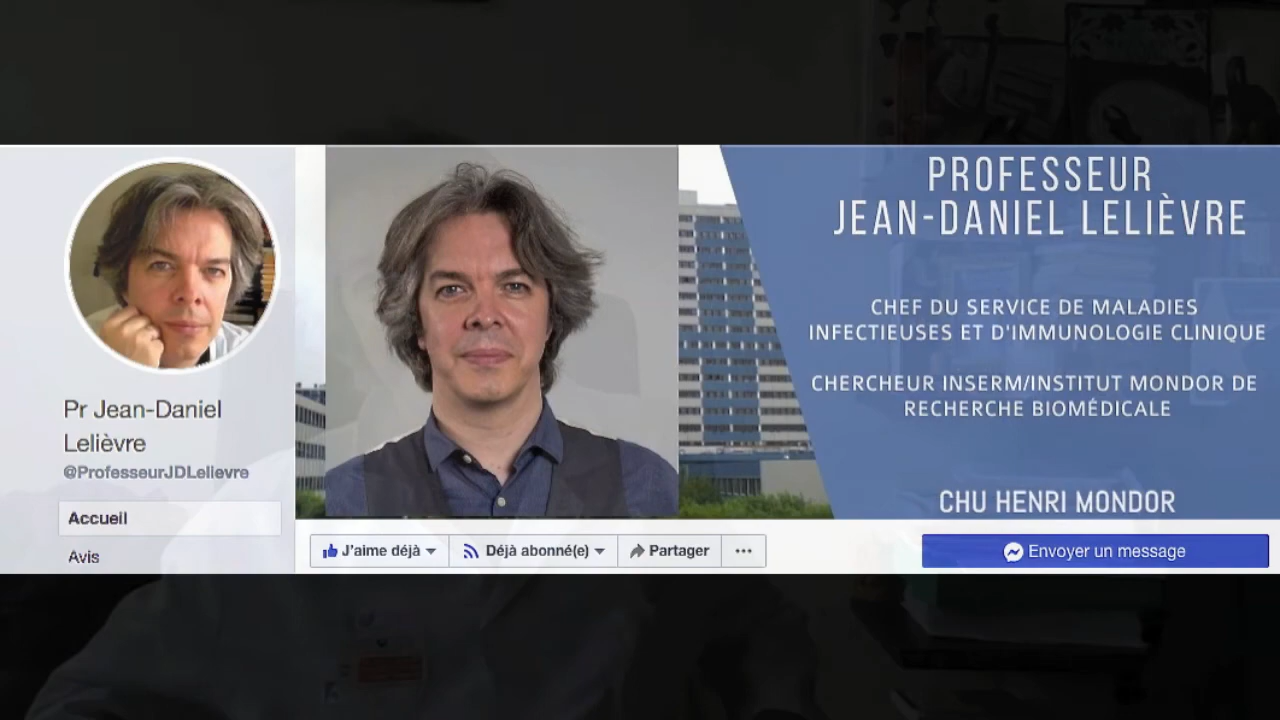 Pr Jean-Daniel
Lelièvre
@ProfesseurJDLelievre
Accueil
Avis
PROFESSEUR
JEAN-DANIEL LELIÈVRE
CHEF DU SERVICE DE MALADIES
INFECTIEUSES ET D'IMMUNOLOGIE CLINIQUE
CHERCHEUR INSERM/INSTITUT MONDOR DE
RECHERCHE BIOMÉDICALE
CHU HENRI MONDOR
J'aime déjà
Déjà abonné(e)
Partager
Envoyer un message